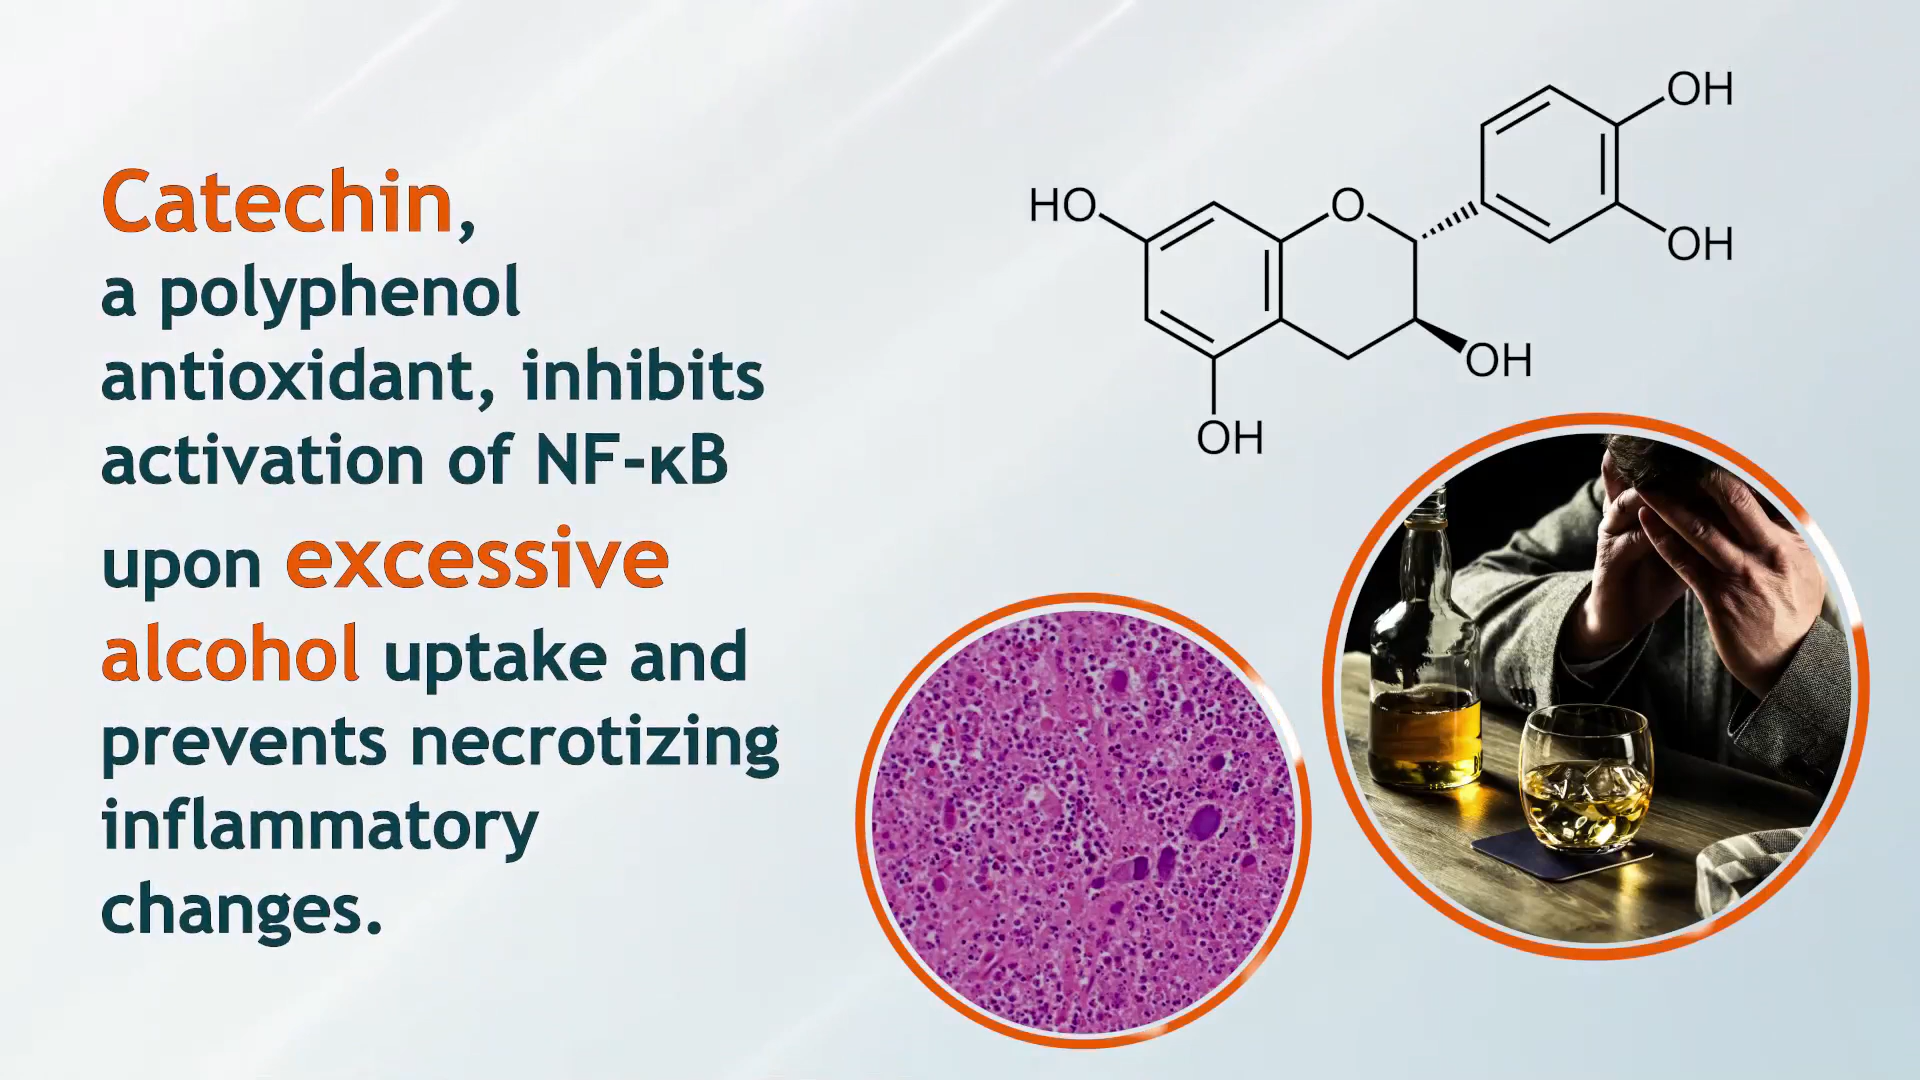 Catechin,
a polyphenol
antioxidant, inhibits
activation of NF-κB
upon excessive
alcohol uptake and
prevents necrotizing
inflammatory
changes.
OH
HO
O
OH
OH
OH